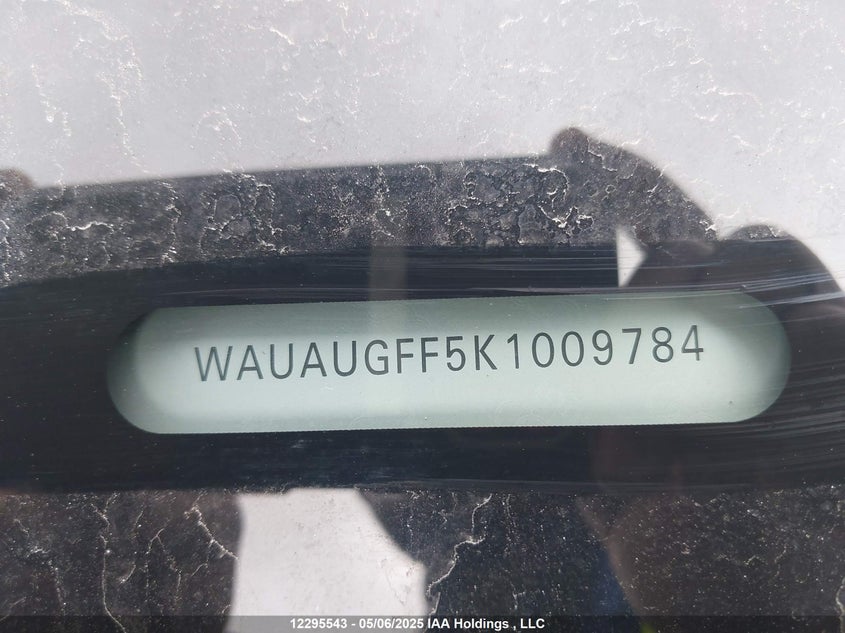 WAUAUGFF5K1009784
12295543 - 05/06/2025 IAA Holdings , LLC